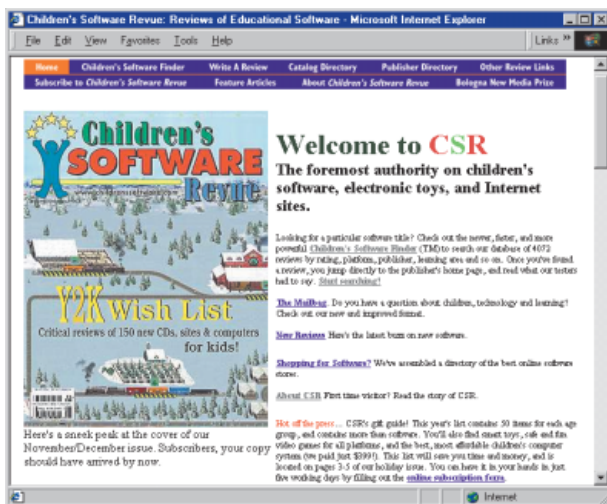 Children's Software Revue: Reviews of Educational Software - Microsoft Internet Explorer
File Edit View Favorites Tools Help
Links »
Home Children's Software Finder Write A Review Catalog Directory Publisher Directory Other Review Links
Subscribe to Children's Software Revue Feature Articles About Children's Software Revue Bologna New Media Prize
Children's
SOFTWARE
Revue
www.childrenssoftware.com
Y2K Wish List
Critical reviews of 150 new CDs, sites & computers
for kids!
Here's a sneek peak at the cover of our
November/December issue. Subscribers, your copy
should have arrived by now.
Welcome to CSR
The foremost authority on children's
software, electronic toys, and Internet
sites.
Looking for a particular software title? Check out the newer, faster, and more
powerful Children's Software Finder (TM) to search our database of 4072
reviews by rating, platform, publisher, learning area and so on. Once you've found
a review, you jump directly to the publisher's home page, and read what our testers
had to say. Start searching!
The Mailbag. Do you have a question about children, technology and learning?
Check out our new and improved format.
New Reviews Here's the latest buzz on new software.
Shopping for Software? We've assembled a directory of the best online software
stores.
About CSR First time visitor? Read the story of CSR.
Hot off the press... CSR's gift guide! This year's list contains 50 items for each age
group, and contains more than software. You'll also find smart toys, safe and fun
video games for all platforms, and the best, most affordable children's computer
system (we paid just $399!). This list will save you time and money, and is
located on pages 3-5 of our holiday issue. You can have it in your hands in just
five working days by filling out the online subscription form.
Internet